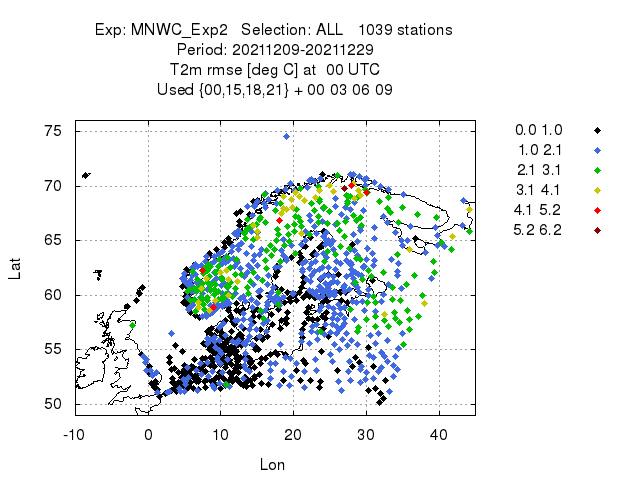 Exp: MNWC_Exp2 Selection: ALL 1039 stations
Period: 20211209-20211229
T2m rmse [deg C] at 00 UTC
Used {00,15,18,21} + 00 03 06 09
0.0 1.0
1.0 2.1
2.1 3.1
3.1 4.1
4.1 5.2
5.2 6.2
75
70
65
60
55
50
Lat
-10 0 10 20 30 40
Lon